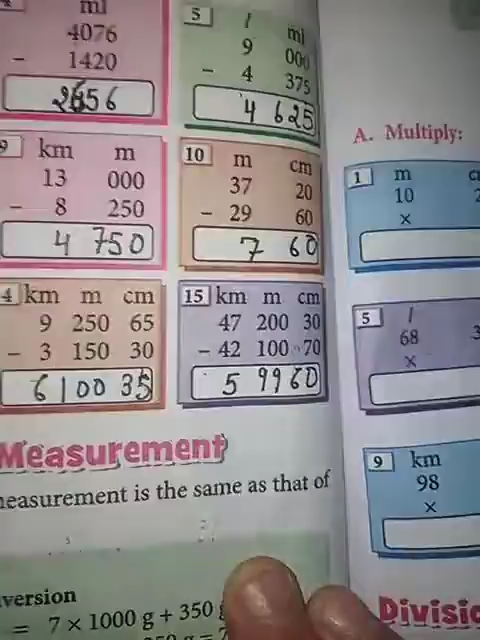 ml
4076
- 1420
2656
5 l ml
9 000
- 4 375
4 625
9 km m
13 000
- 8 250
4 750
10 m cm
37 20
- 29 60
7 60
4 km m cm
9 250 65
- 3 150 30
6 100 35
15 km m cm
47 200 30
- 42 100 70
5 99 60
Measurement
measurement is the same as that of
version
= 7 × 1000 g + 350 g
A. Multiply:
1 m
10
×
5 l
68
×
9 km
98
×